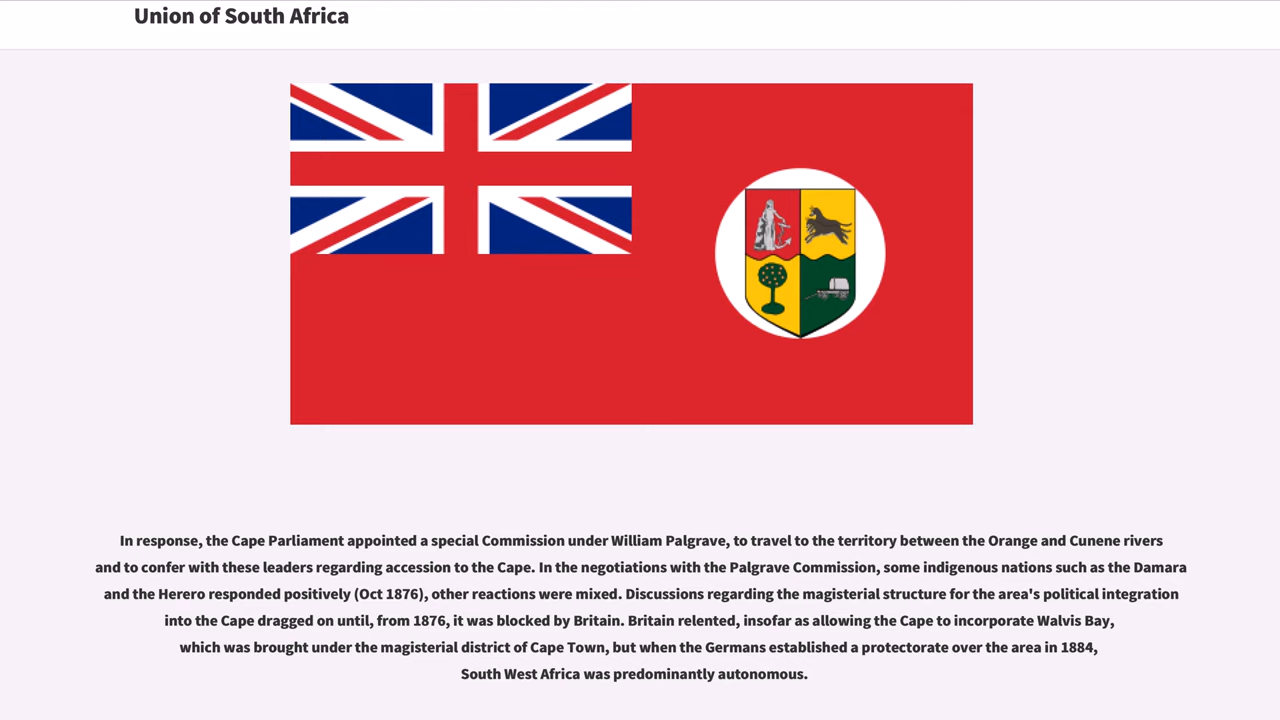 Union of South Africa
In response, the Cape Parliament appointed a special Commission under William Palgrave, to travel to the territory between the Orange and Cunene rivers
and to confer with these leaders regarding accession to the Cape. In the negotiations with the Palgrave Commission, some indigenous nations such as the Damara
and the Herero responded positively (Oct 1876), other reactions were mixed. Discussions regarding the magisterial structure for the area's political integration
into the Cape dragged on until, from 1876, it was blocked by Britain. Britain relented, insofar as allowing the Cape to incorporate Walvis Bay,
which was brought under the magisterial district of Cape Town, but when the Germans established a protectorate over the area in 1884,
South West Africa was predominantly autonomous.